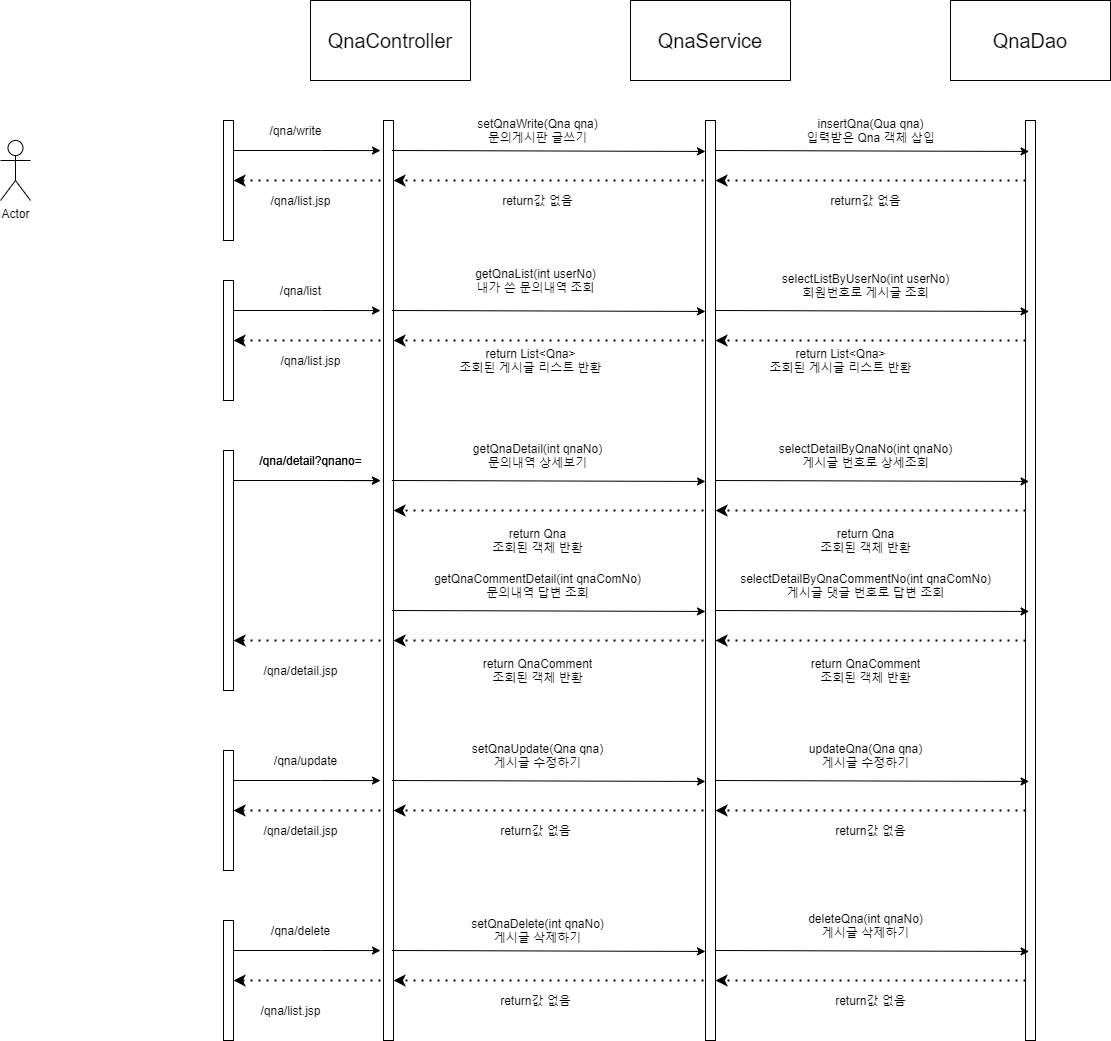 QnaController
QnaService
QnaDao
Actor
/qna/write
setQnaWrite(Qna qna)
문의게시판 글쓰기
insertQna(Qua qna)
입력받은 Qna 객체 삽입
/qna/list.jsp
return값 없음
return값 없음
/qna/list
getQnaList(int userNo)
내가 쓴 문의내역 조회
selectListByUserNo(int userNo)
회원번호로 게시글 조회
/qna/list.jsp
return List<Qna>
조회된 게시글 리스트 반환
return List<Qna>
조회된 게시글 리스트 반환
/qna/detail?qnano=
getQnaDetail(int qnaNo)
문의내역 상세보기
selectDetailByQnaNo(int qnaNo)
게시글 번호로 상세조회
return Qna
조회된 객체 반환
return Qna
조회된 객체 반환
getQnaCommentDetail(int qnaComNo)
문의내역 답변 조회
selectDetailByQnaCommentNo(int qnaComNo)
게시글 댓글 번호로 답변 조회
/qna/detail.jsp
return QnaComment
조회된 객체 반환
return QnaComment
조회된 객체 반환
/qna/update
setQnaUpdate(Qna qna)
게시글 수정하기
updateQna(Qna qna)
게시글 수정하기
/qna/detail.jsp
return값 없음
return값 없음
/qna/delete
setQnaDelete(int qnaNo)
게시글 삭제하기
deleteQna(int qnaNo)
게시글 삭제하기
/qna/list.jsp
return값 없음
return값 없음